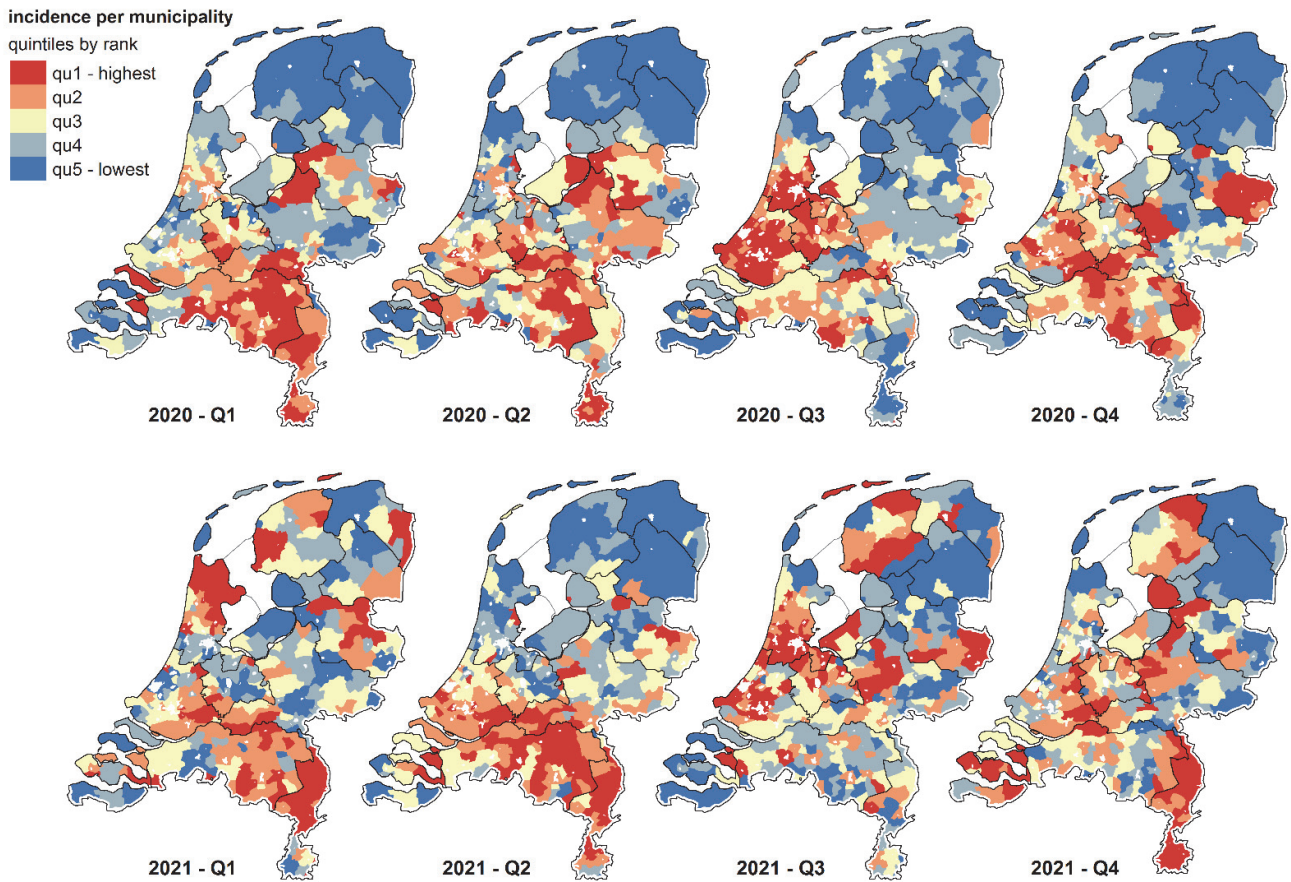 incidence per municipality
quintiles by rank
qu1 - highest
qu2
qu3
qu4
qu5 - lowest
2020 - Q1
2020 - Q2
2020 - Q3
2020 - Q4
2021 - Q1
2021 - Q2
2021 - Q3
2021 - Q4